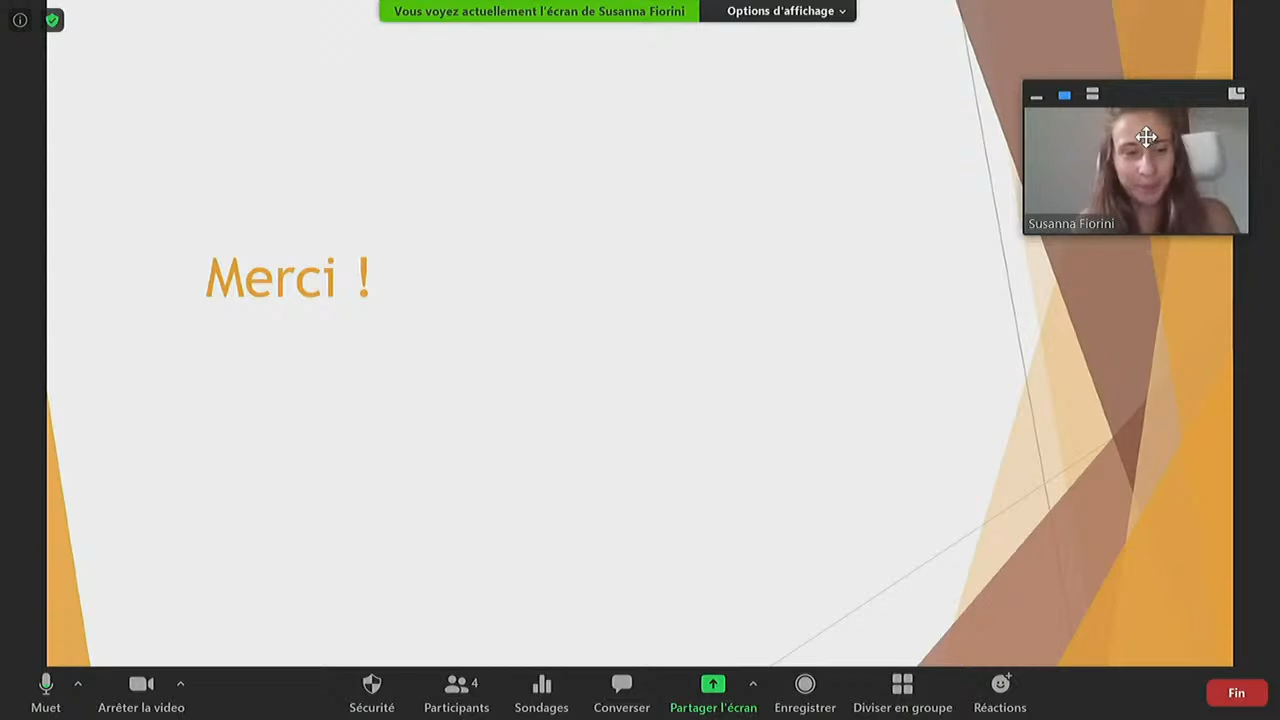 Vous voyez actuellement l'écran de Susanna Fiorini
Options d'affichage
Susanna Fiorini
Merci !
Muet
Arrêter la video
Sécurité
4
Participants
Sondages
Converser
Partager l'écran
Enregistrer
Diviser en groupe
Réactions
Fin